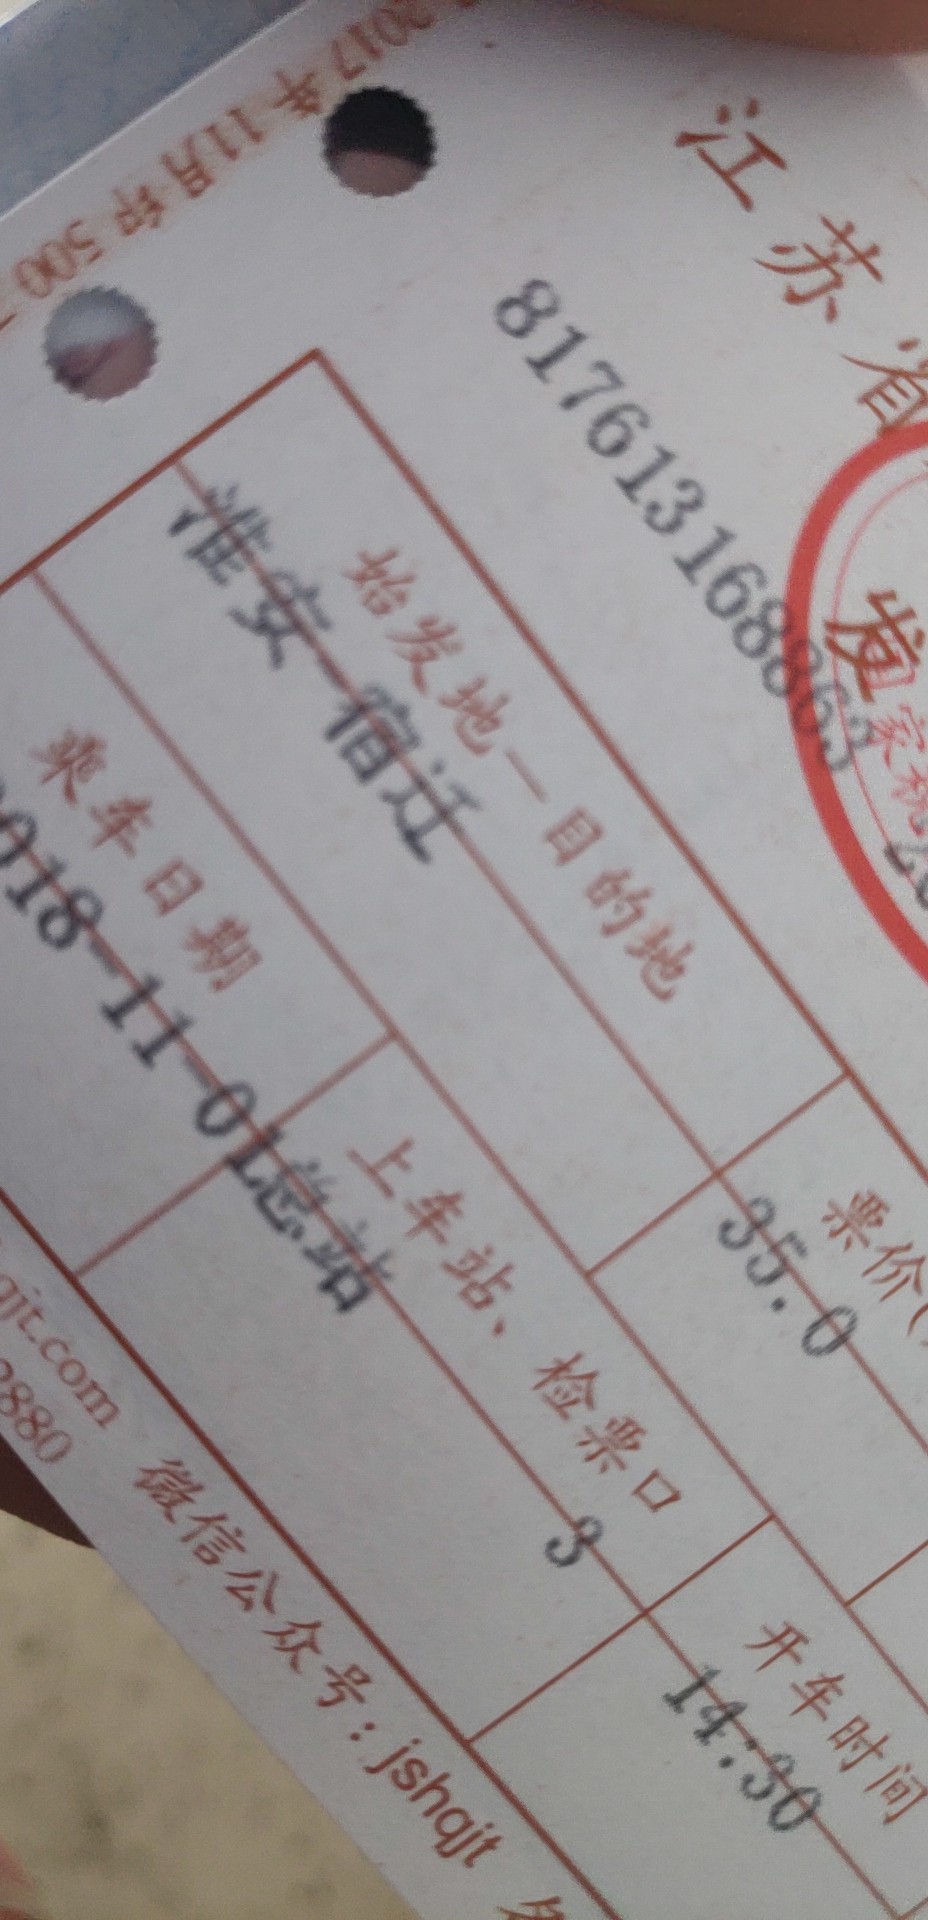 江苏省
发
家税
817613168863
始发地—目的地
票价(
淮安-宿迁
35.0
乘车日期
上车站、检票口
开车时间
2018-11-01
总站
3
14:30
qjt.com
微信公众号:jshqjt
2880
2017年11月印500